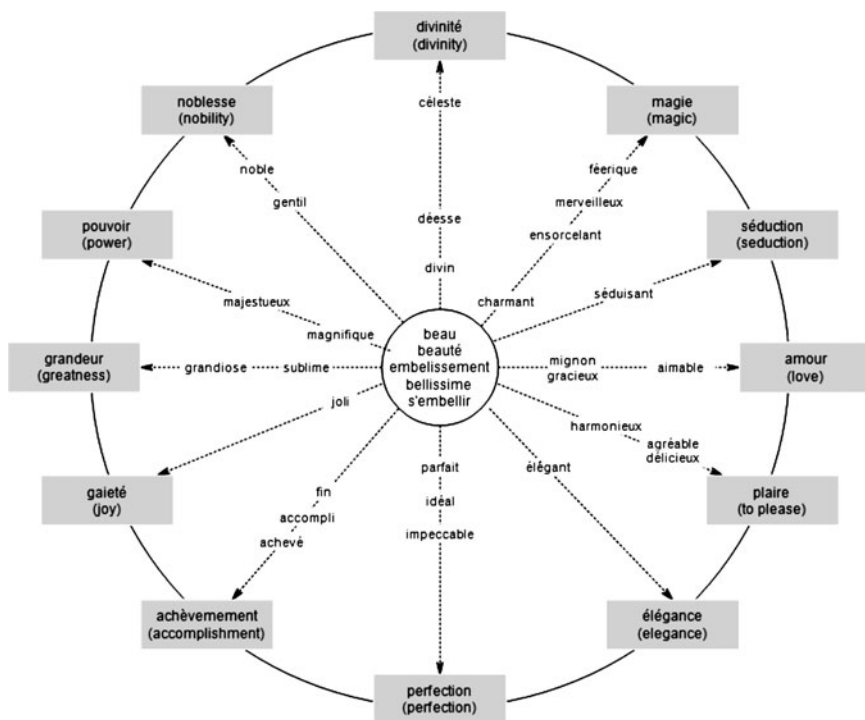 divinité
(divinity)
noblesse
(nobility)
magie
(magic)
céleste
noble
gentil
féerique
merveilleux
ensorcelant
déesse
divin
charmant
pouvoir
(power)
séduction
(seduction)
séduisant
majestueux
magnifique
beau
beauté
embelissement
bellissime
s'embellir
grandeur
(greatness)
grandiose
sublime
mignon
gracieux
aimable
amour
(love)
joli
harmonieux
agréable
délicieux
gaieté
(joy)
plaire
(to please)
fin
accompli
achevé
parfait
idéal
impeccable
élégant
achèvernement
(accomplishment)
élégance
(elegance)
perfection
(perfection)